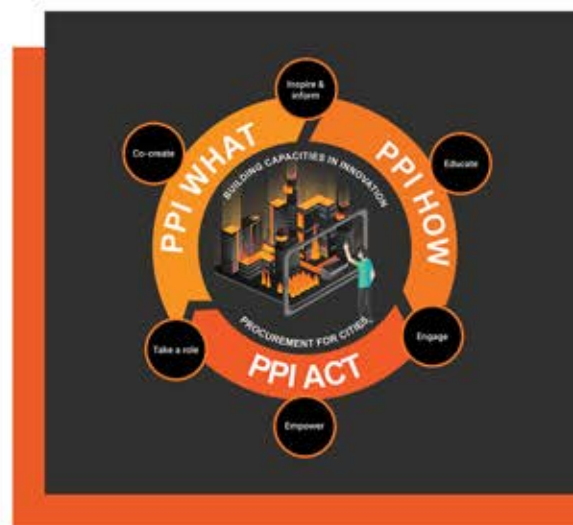 Inspire &
inform
Co-create
Educate
PPI WHAT
PPI HOW
BUILDING CAPACITIES IN INNOVATION
PROCUREMENT FOR CITIES
Take a role
Engage
PPI ACT
Empower